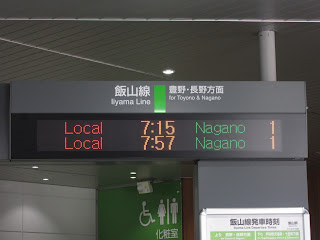 飯山線
Iiyama Line
豊野・長野方面
for Toyono & Nagano
Local 7:15 Nagano 1
Local 7:57 Nagano 1
化粧室
飯山線発車時刻